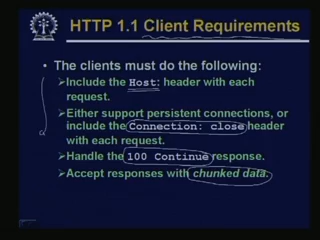 HTTP 1.1 Client Requirements
• The clients must do the following:
➤Include the Host: header with each
request.
➤Either support persistent connections, or
include the Connection: close header
with each request.
➤Handle the 100 Continue response.
➤Accept responses with chunked data.